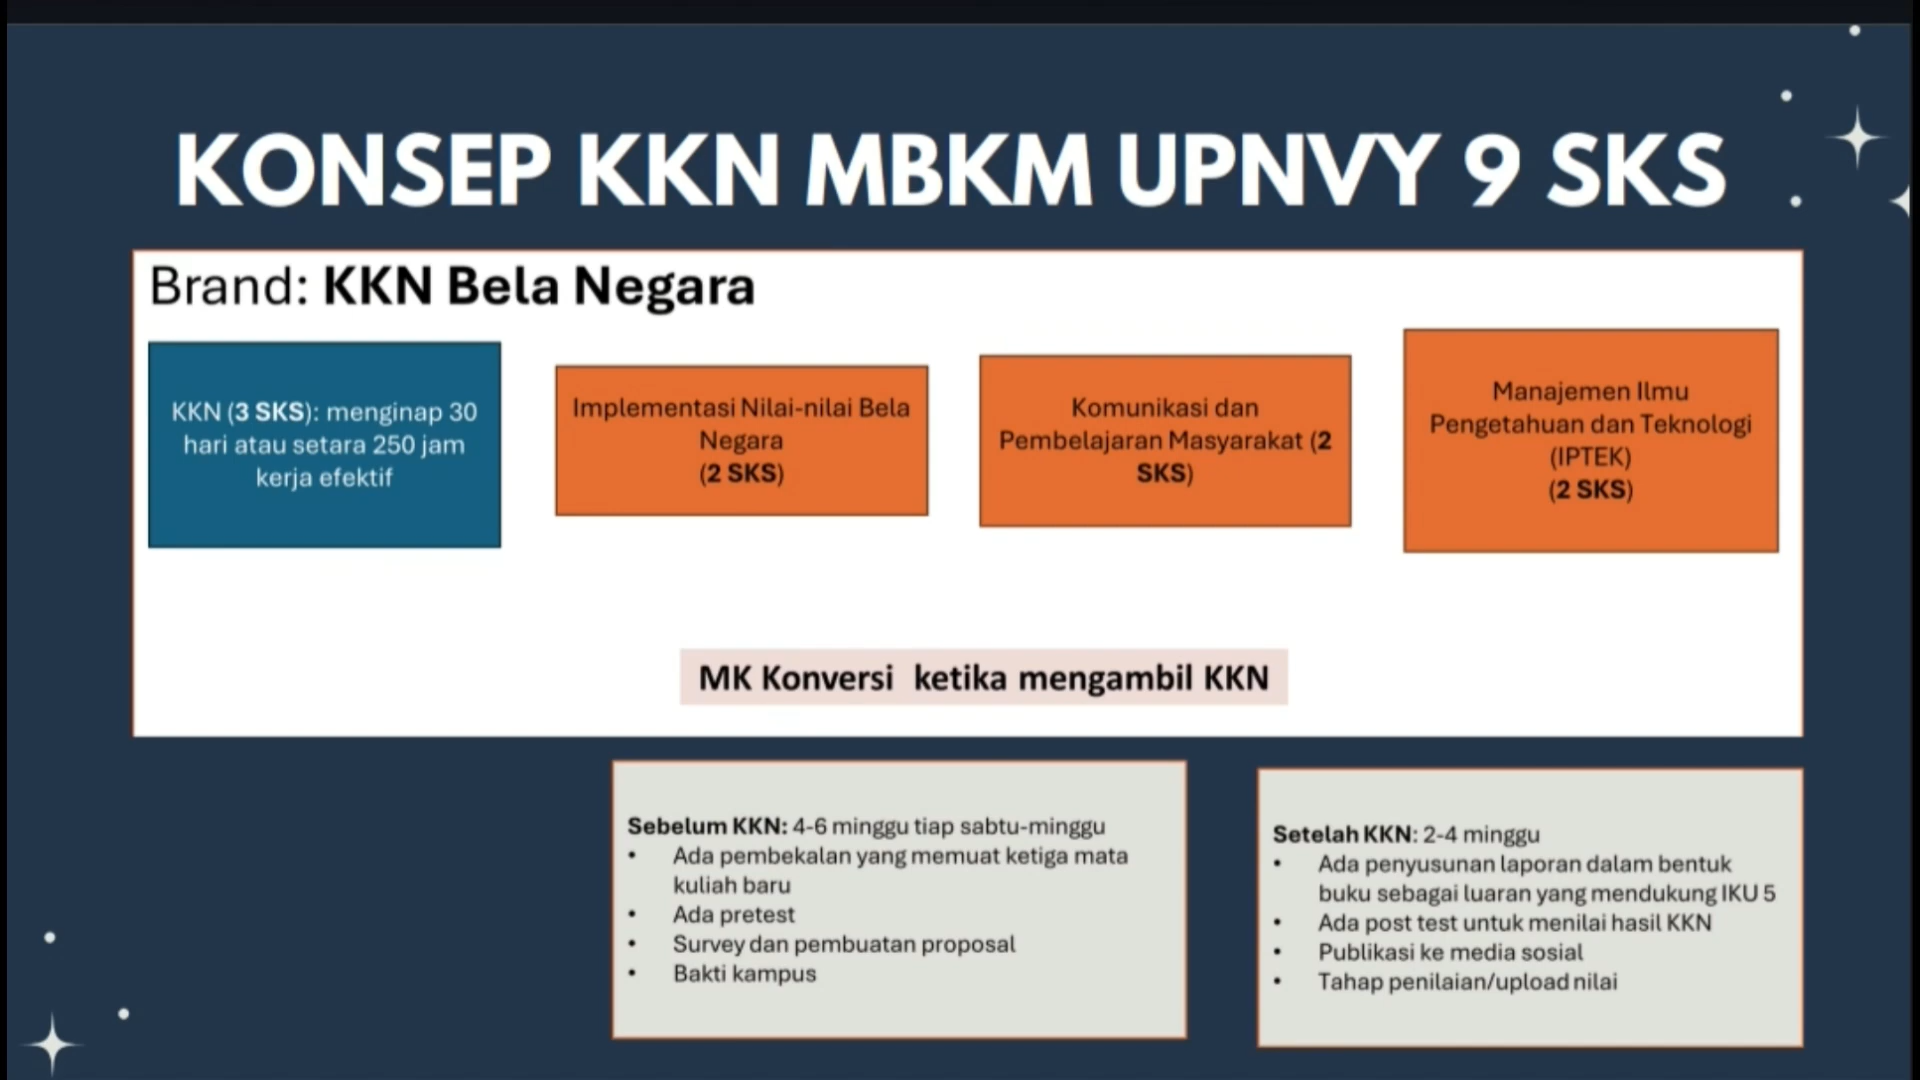 KONSEP KKN MBKM UPNVY 9 SKS
Brand: KKN Bela Negara
KKN (3 SKS): menginap 30
hari atau setara 250 jam
kerja efektif
Implementasi Nilai-nilai Bela
Negara
(2 SKS)
Komunikasi dan
Pembelajaran Masyarakat (2
SKS)
Manajemen Ilmu
Pengetahuan dan Teknologi
(IPTEK)
(2 SKS)
MK Konversi ketika mengambil KKN
Sebelum KKN: 4-6 minggu tiap sabtu-minggu
• Ada pembekalan yang memuat ketiga mata
kuliah baru
• Ada pretest
• Survey dan pembuatan proposal
• Bakti kampus
Setelah KKN: 2-4 minggu
• Ada penyusunan laporan dalam bentuk
buku sebagai luaran yang mendukung IKU 5
• Ada post test untuk menilai hasil KKN
• Publikasi ke media sosial
• Tahap penilaian/upload nilai